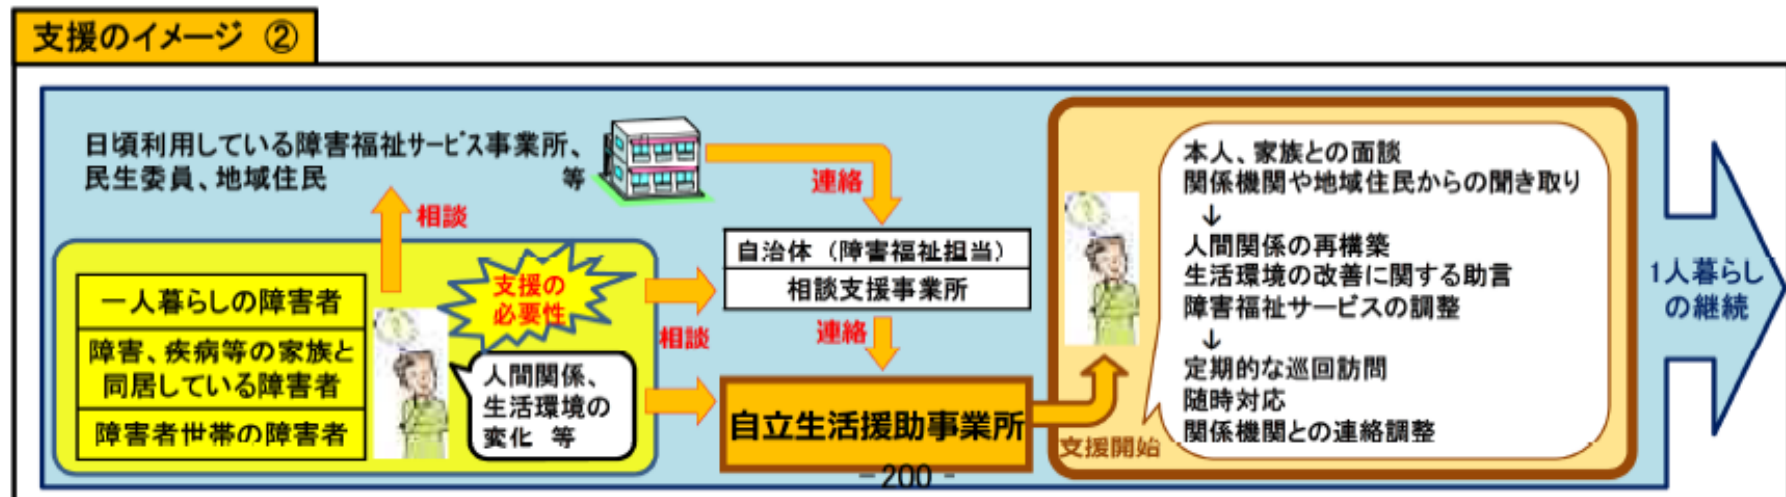 支援のイメージ ②
日頃利用している障害福祉サービス事業所、
民生委員、地域住民 等
連絡
相談
自治体（障害福祉担当）
相談支援事業所
一人暮らしの障害者
障害、疾病等の家族と
同居している障害者
障害者世帯の障害者
支援の
必要性
人間関係、
生活環境の
変化 等
相談
連絡
自立生活援助事業所
支援開始
本人、家族との面談
関係機関や地域住民からの聞き取り
↓
人間関係の再構築
生活環境の改善に関する助言
障害福祉サービスの調整
↓
定期的な巡回訪問
随時対応
関係機関との連絡調整
1人暮らし
の継続
－200－